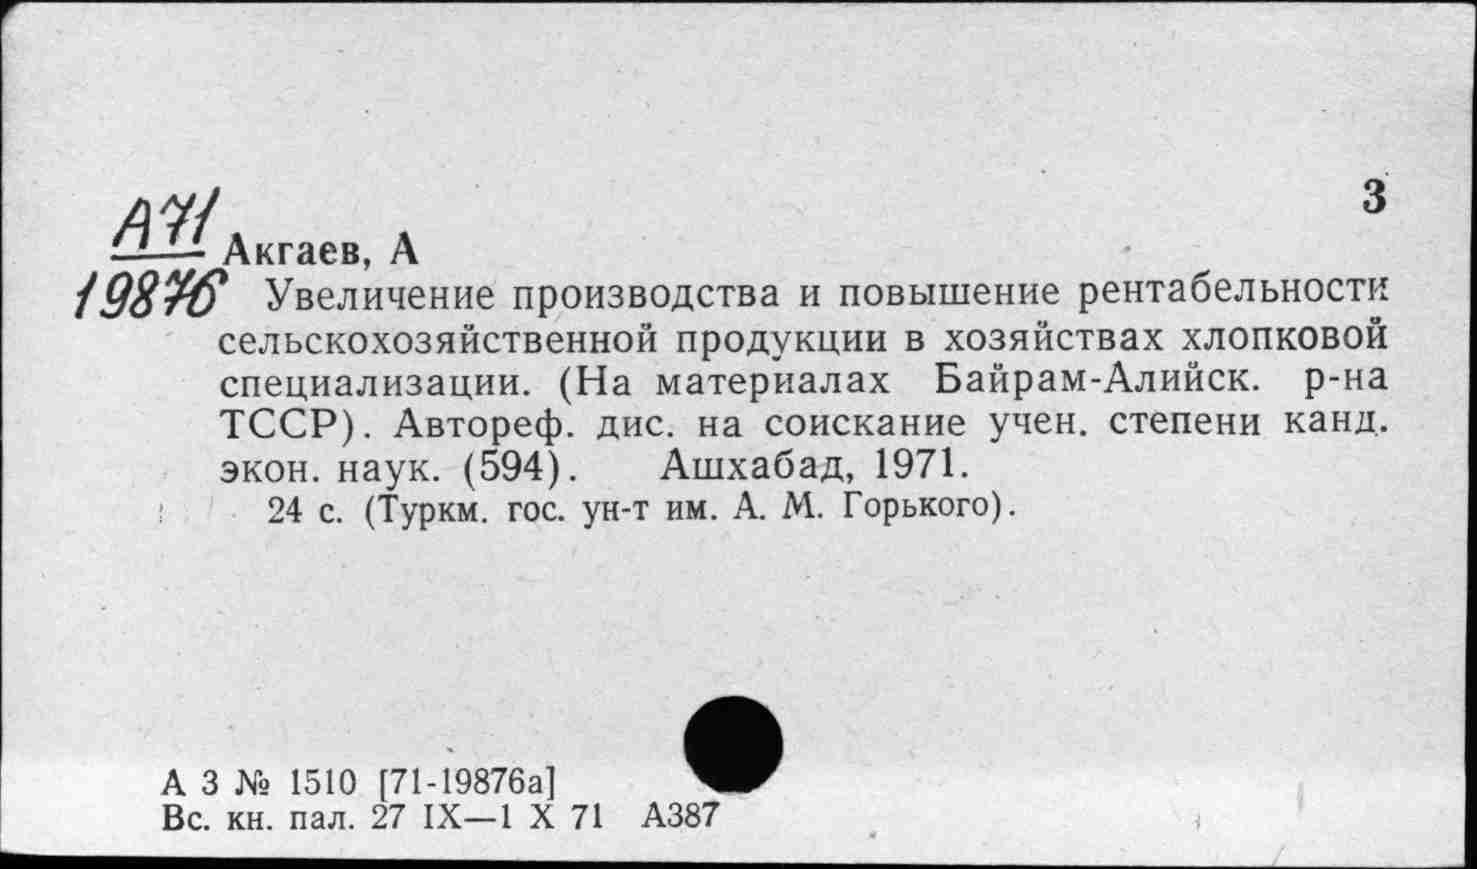 З
А71
Акгаев, А
19876
Увеличение производства и повышение рентабельности
сельскохозяйственной продукции в хозяйствах хлопковой
специализации. (На материалах Байрам-Алийск. р-на
ТССР). Автореф. дис. на соискание учен. степени канд.
экон. наук. (594). Ашхабад, 1971.
24 с. (Туркм. гос. ун-т им. А. М. Горького).
А 3 № 1510 [71-19876а]
Вс. кн. пал. 27 IX—1 X 71 А387